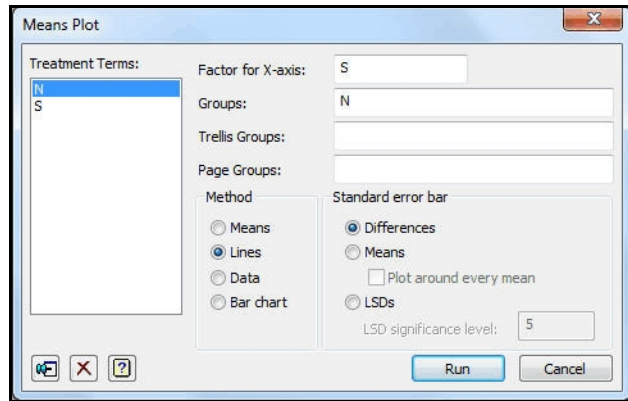 Means Plot
Treatment Terms:
N
S
Factor for X-axis: S
Groups: N
Trellis Groups:
Page Groups:
Method
Means
Lines
Data
Bar chart
Standard error bar
Differences
Means
Plot around every mean
LSDs
LSD significance level: 5
?
Run
Cancel